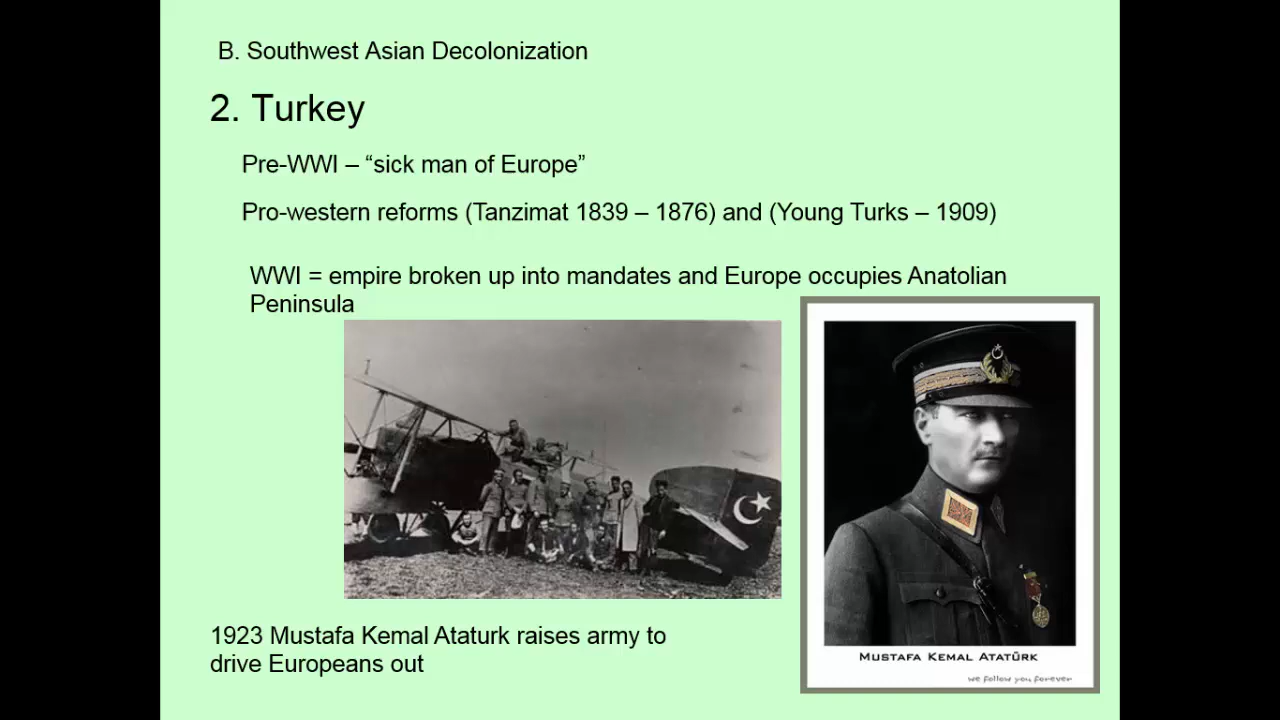 B. Southwest Asian Decolonization
2. Turkey
Pre-WWI – “sick man of Europe”
Pro-western reforms (Tanzimat 1839 – 1876) and (Young Turks – 1909)
WWI = empire broken up into mandates and Europe occupies Anatolian
Peninsula
1923 Mustafa Kemal Ataturk raises army to
drive Europeans out
MUSTAFA KEMAL ATATÜRK
we follow you forever